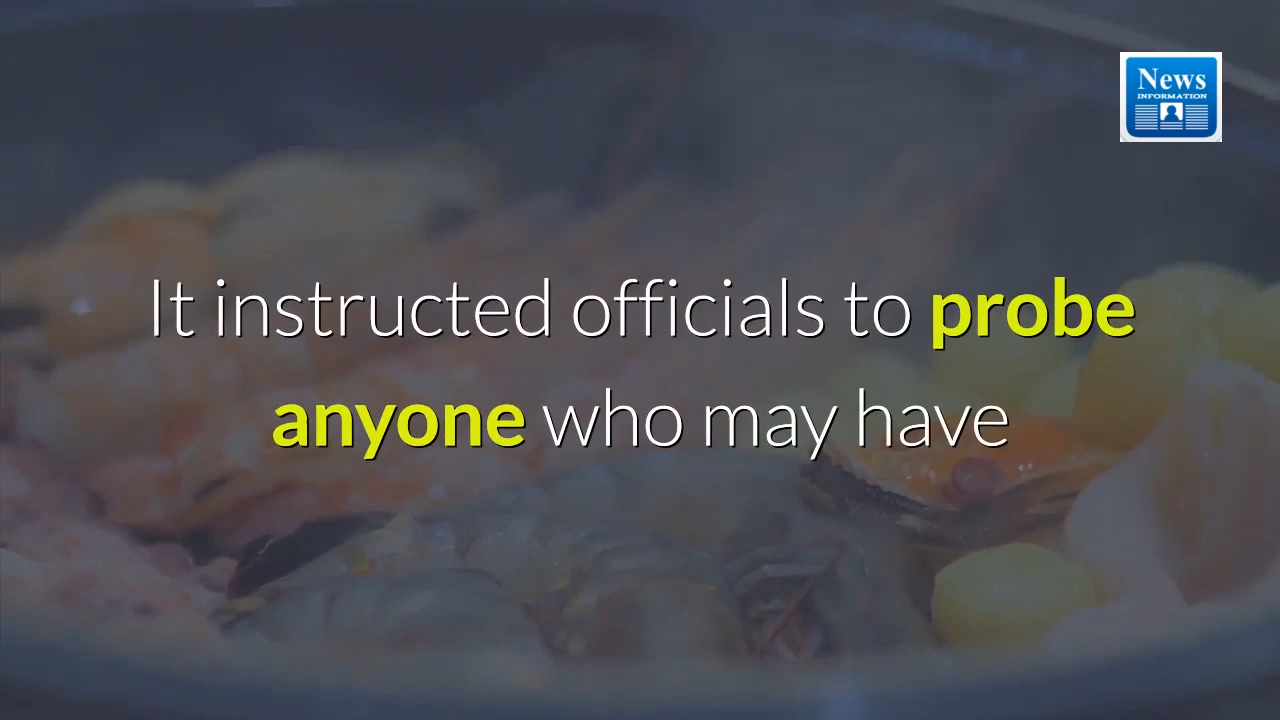 News
INFORMATION
It instructed officials to probe
anyone who may have